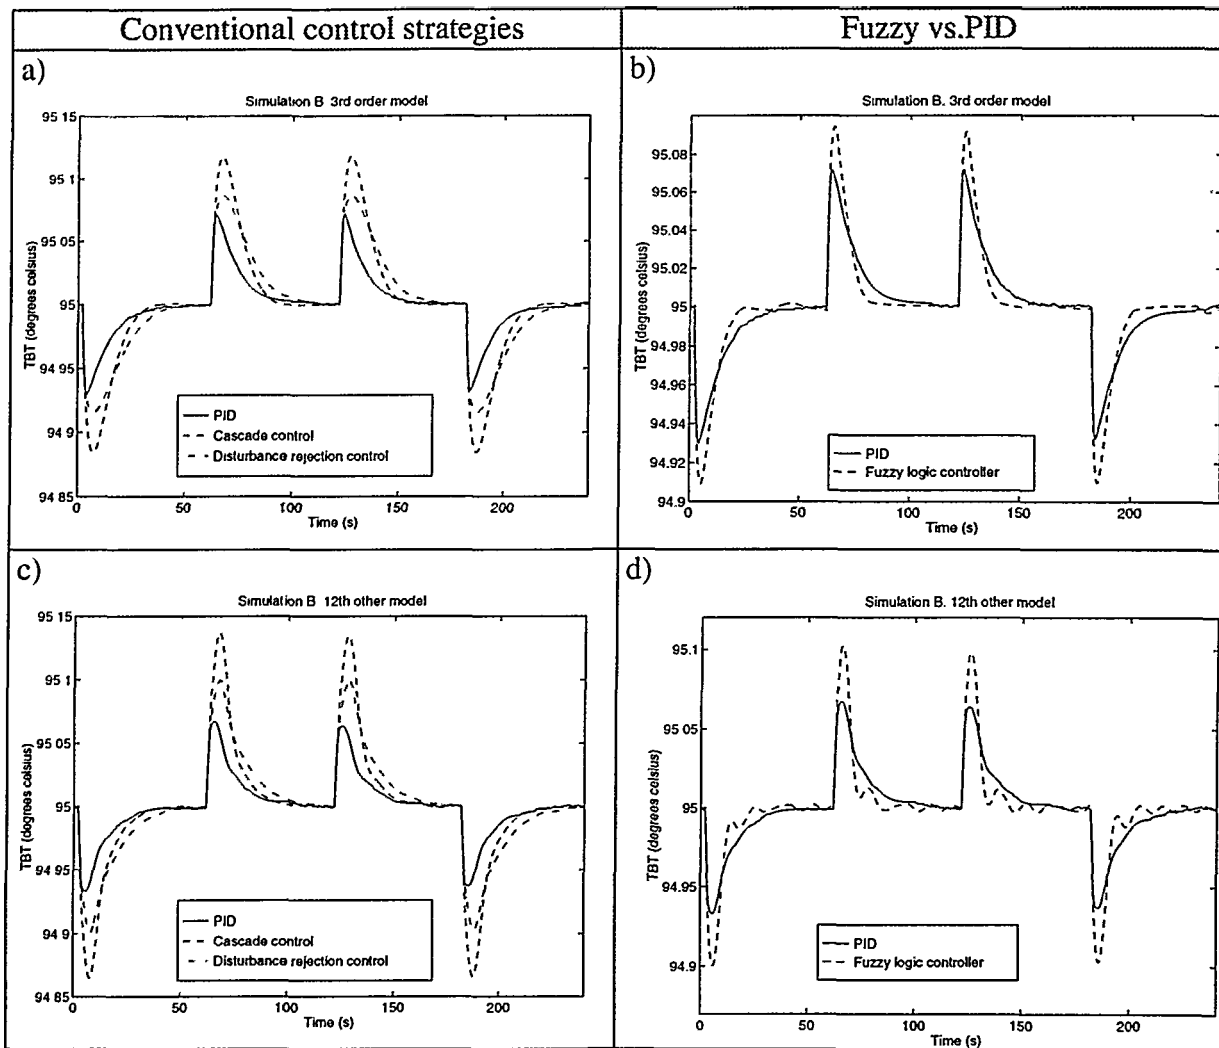 Conventional control strategies
Fuzzy vs.PID
a)
Simulation B 3rd order model
95 15
95 1
95 05
95
94 95
94 9
94 85
TBT (degrees celsius)
PID
Cascade control
Disturbance rejection control
0
50
100
150
200
Time (s)
b)
Simulation B. 3rd order model
95.08
95.06
95.04
95.02
95
94.98
94.96
94.94
94.92
94.9
TBT (degrees celsius)
PID
Fuzzy logic controller
0
50
100
150
200
Time (s)
c)
Simulation B 12th other model
95 15
95 1
95 05
95
94 95
94 9
94 85
TBT (degrees celsius)
PID
Cascade control
Disturbance rejection control
0
50
100
150
200
Time (s)
d)
Simulation B. 12th other model
95.1
95.05
95
94.95
94.9
TBT (degrees celsius)
PID
Fuzzy logic controller
0
50
100
150
200
Time (s)